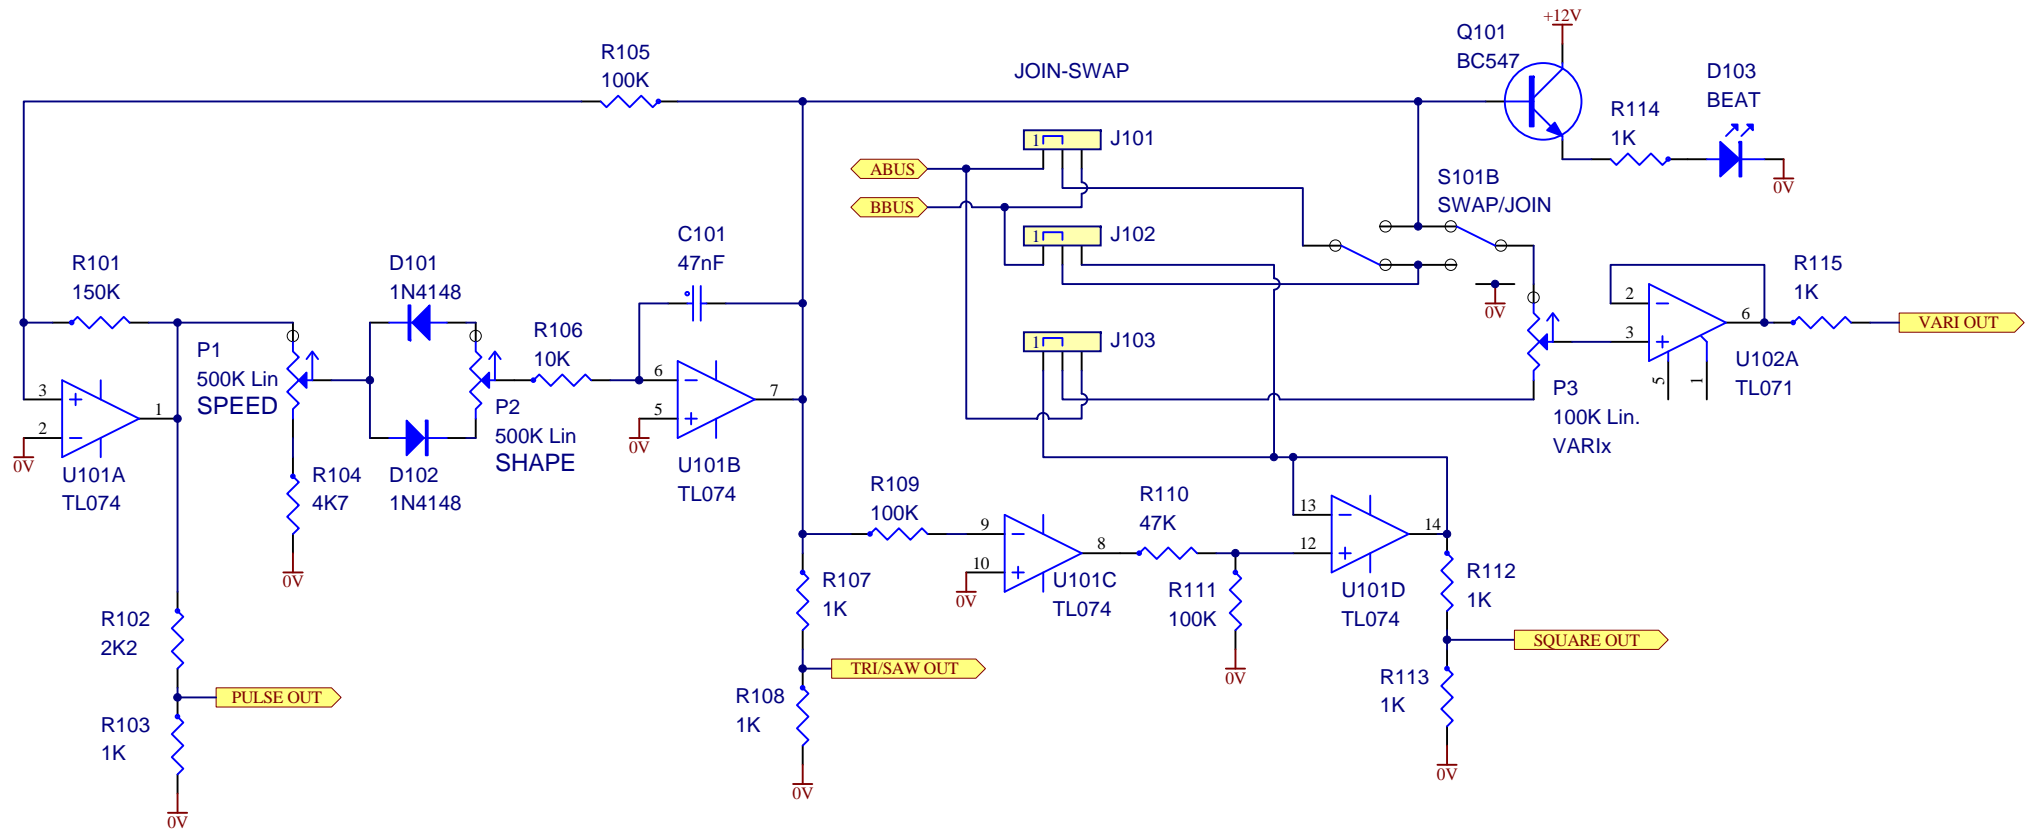 +12V
Q101
BC547
R105
100K
JOIN-SWAP
D103
BEAT
R114
1K
0V
1
J101
ABUS
BBUS
S101B
SWAP/JOIN
1
J102
C101
47nF
R101
150K
D101
1N4148
R115
1K
0V
2
6
3
VARI OUT
5
1
U102A
TL071
P1
500K Lin
SPEED
R106
10K
1
J103
P3
100K Lin.
VARIx
3
1
2
0V
U101A
TL074
6
7
5
0V
U101B
TL074
P2
500K Lin
SHAPE
D102
1N4148
R104
4K7
0V
R109
100K
9
8
10
0V
U101C
TL074
R110
47K
13
14
12
U101D
TL074
R111
100K
0V
R107
1K
R112
1K
R102
2K2
SQUARE OUT
TRI/SAW OUT
PULSE OUT
R108
1K
R113
1K
R103
1K
0V
0V
0V